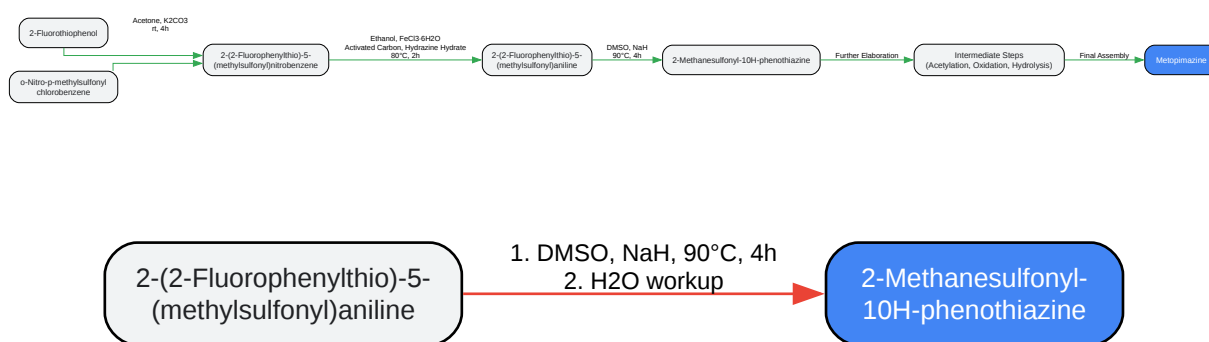 Acetone, K2CO3
rt, 4h
2-Fluorothiophenol
o-Nitro-p-methylsulfonyl
chlorobenzene
2-(2-Fluorophenylthio)-5-
(methylsulfonyl)nitrobenzene
Ethanol, FeCl3·6H2O
Activated Carbon, Hydrazine Hydrate
80°C, 2h
2-(2-Fluorophenylthio)-5-
(methylsulfonyl)aniline
DMSO, NaH
90°C, 4h
2-Methanesulfonyl-10H-phenothiazine
Further Elaboration
Intermediate Steps
(Acetylation, Oxidation, Hydrolysis)
Final Assembly
Metopimazine
2-(2-Fluorophenylthio)-5-
(methylsulfonyl)aniline
1. DMSO, NaH, 90°C, 4h
2. H2O workup
2-Methanesulfonyl-
10H-phenothiazine